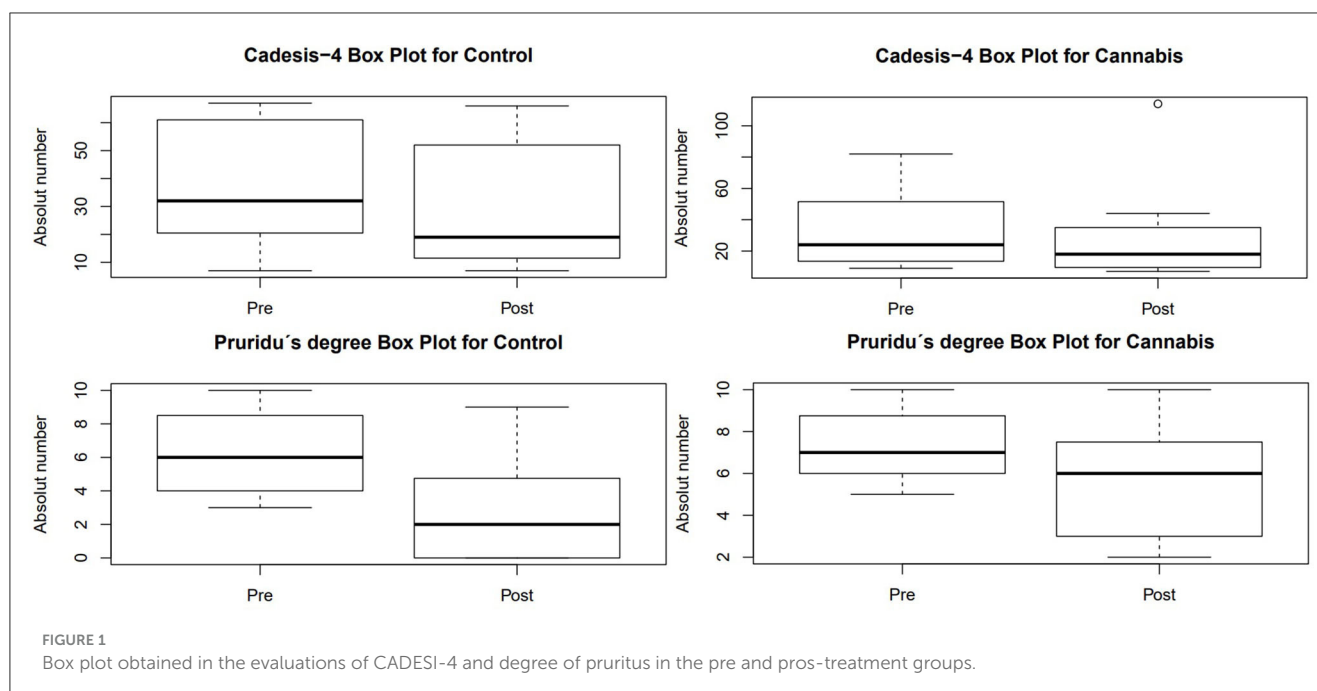 Cadesis-4 Box Plot for Control
Absolut number
50
30
10
Pre
Post
Cadesis-4 Box Plot for Cannabis
Absolut number
100
60
20
Pre
Post
Pruridu´s degree Box Plot for Control
Absolut number
10
8
6
4
2
0
Pre
Post
Pruridu´s degree Box Plot for Cannabis
Absolut number
10
8
6
4
2
Pre
Post
FIGURE 1
Box plot obtained in the evaluations of CADESI-4 and degree of pruritus in the pre and pros-treatment groups.